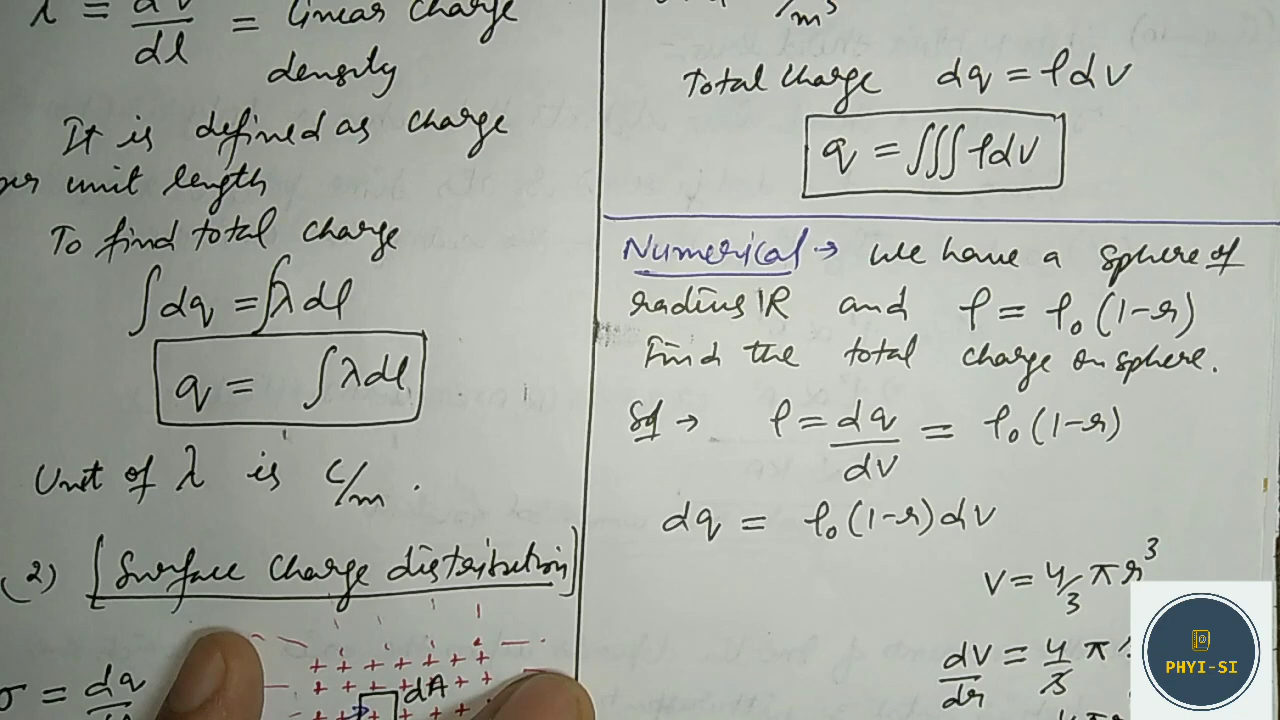 λ = dq/dl = linear charge
density
It is defined as charge
per unit length
To find total charge
∫dq = ∫λdl
q = ∫λdl
Unit of λ is C/m.
(2) [Surface Charge distribution]
σ = dq
dA
C/m³
Total Charge dq = ρdv
q = ∫∫∫ρdv
Numerical → We have a sphere of
radius R and ρ = ρ₀(1-r)
Find the total charge on sphere.
Sol → ρ = dq/dv = ρ₀(1-r)
dq = ρ₀(1-r)dv
V = 4/3 πr³
dv/dr = 4/3 π
PHYI-SI